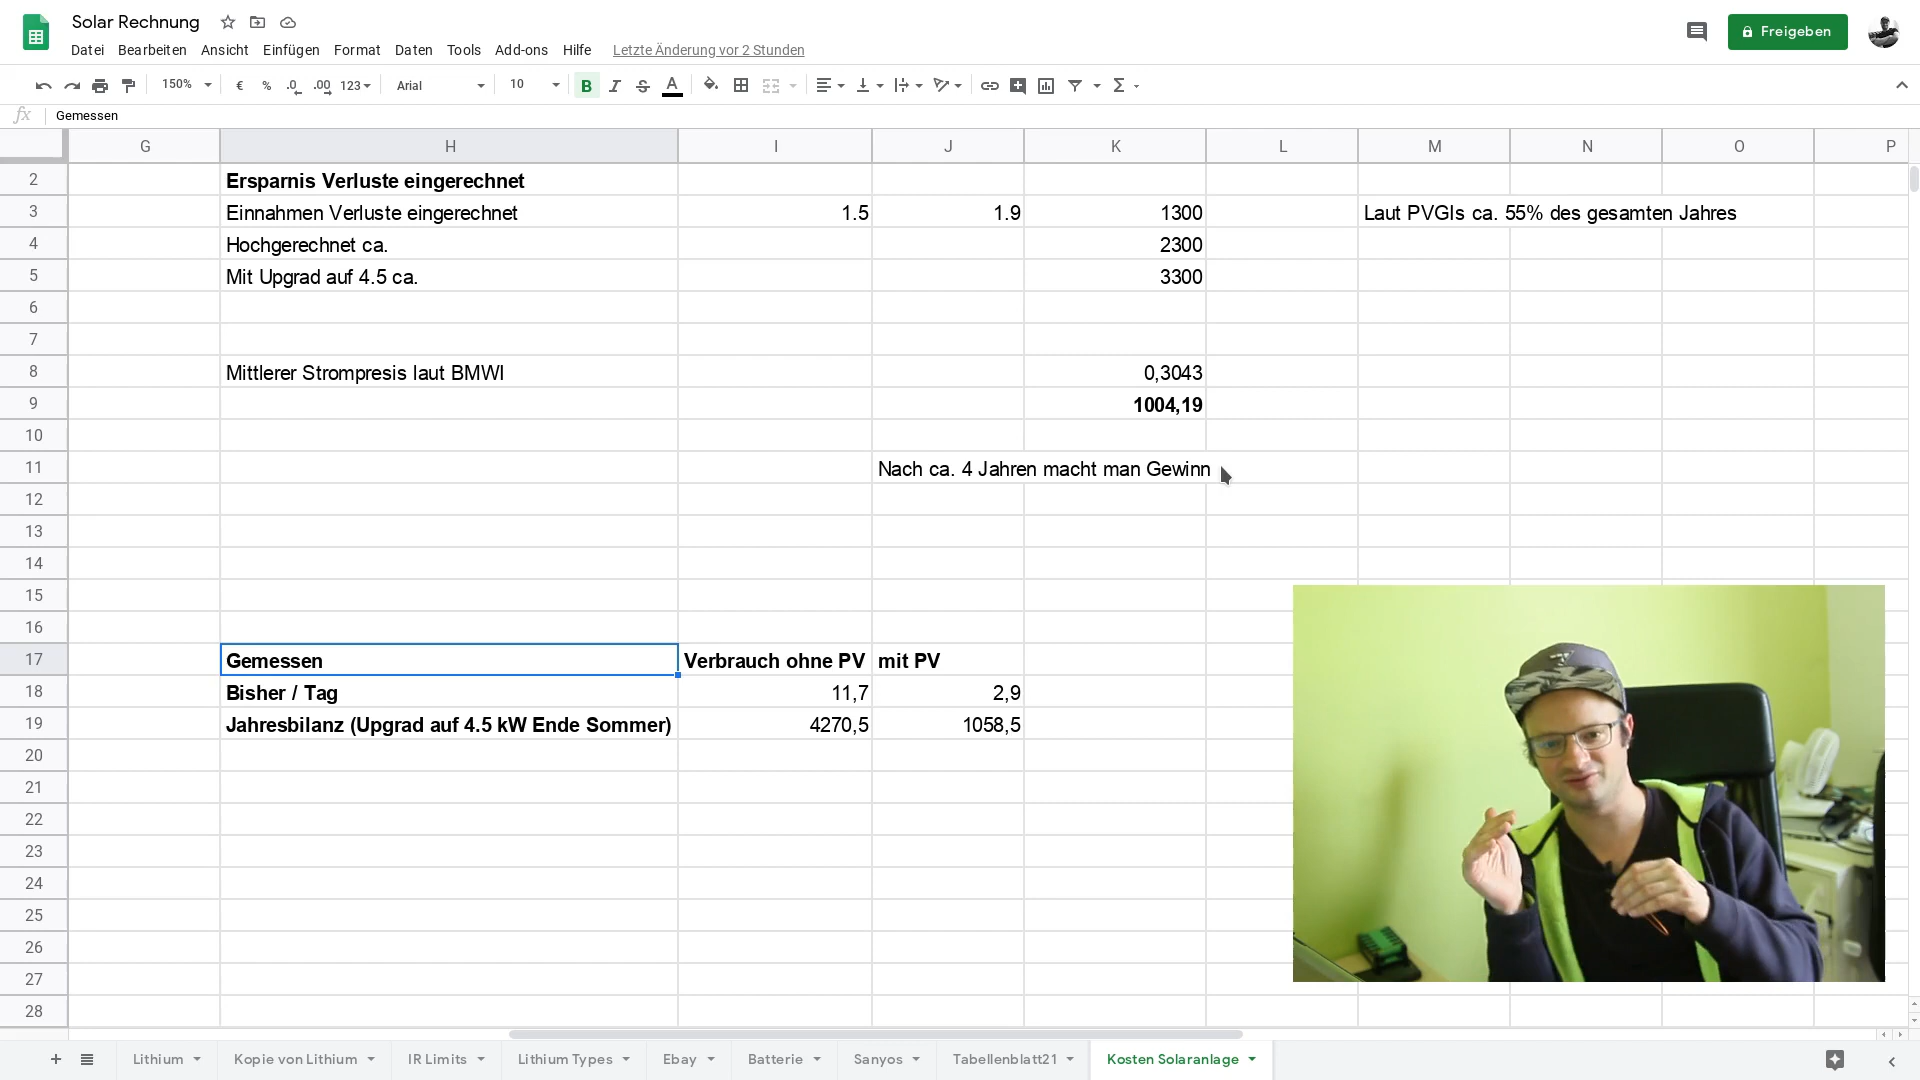 Solar Rechnung
Datei Bearbeiten Ansicht Einfügen Format Daten Tools Add-ons Hilfe Letzte Änderung vor 2 Stunden
Freigeben
150% € % .0 .00 123 Arial 10 B I S A Σ
fx Gemessen
G H I J K L M N O P
2 Ersparnis Verluste eingerechnet
3 Einnahmen Verluste eingerechnet 1.5 1.9 1300 Laut PVGIs ca. 55% des gesamten Jahres
4 Hochgerechnet ca. 2300
5 Mit Upgrad auf 4.5 ca. 3300
6
7
8 Mittlerer Strompresis laut BMWI 0,3043
9 1004,19
10
11 Nach ca. 4 Jahren macht man Gewinn
12
13
14
15
16
17 Gemessen Verbrauch ohne PV mit PV
18 Bisher / Tag 11,7 2,9
19 Jahresbilanz (Upgrad auf 4.5 kW Ende Sommer) 4270,5 1058,5
20
21
22
23
24
25
26
27
28
+ Lithium Kopie von Lithium IR Limits Lithium Types Ebay Batterie Sanyos Tabellenblatt21 Kosten Solaranlage